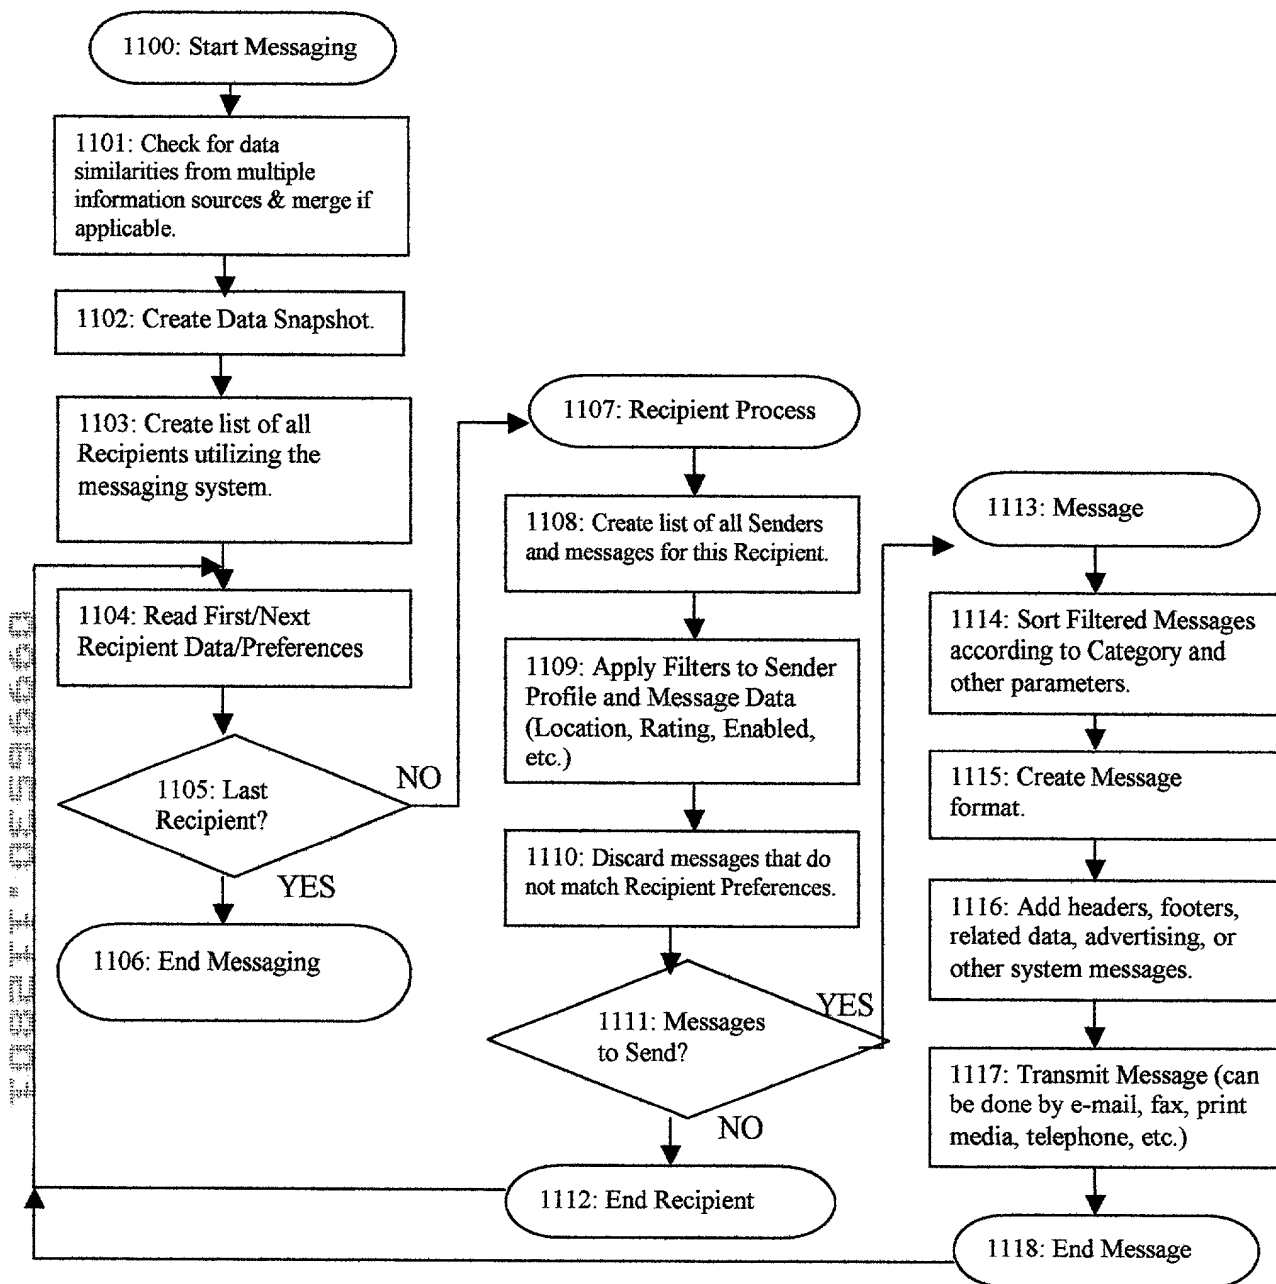 1100: Start Messaging
1101: Check for data
similarities from multiple
information sources & merge if
applicable.
1102: Create Data Snapshot.
1103: Create list of all
Recipients utilizing the
messaging system.
1104: Read First/Next
Recipient Data/Preferences
1105: Last
Recipient?
NO
YES
1106: End Messaging
1107: Recipient Process
1108: Create list of all Senders
and messages for this Recipient.
1109: Apply Filters to Sender
Profile and Message Data
(Location, Rating, Enabled,
etc.)
1110: Discard messages that do
not match Recipient Preferences.
1111: Messages
to Send?
YES
NO
1112: End Recipient
1113: Message
1114: Sort Filtered Messages
according to Category and
other parameters.
1115: Create Message
format.
1116: Add headers, footers,
related data, advertising, or
other system messages.
1117: Transmit Message (can
be done by e-mail, fax, print
media, telephone, etc.)
1118: End Message